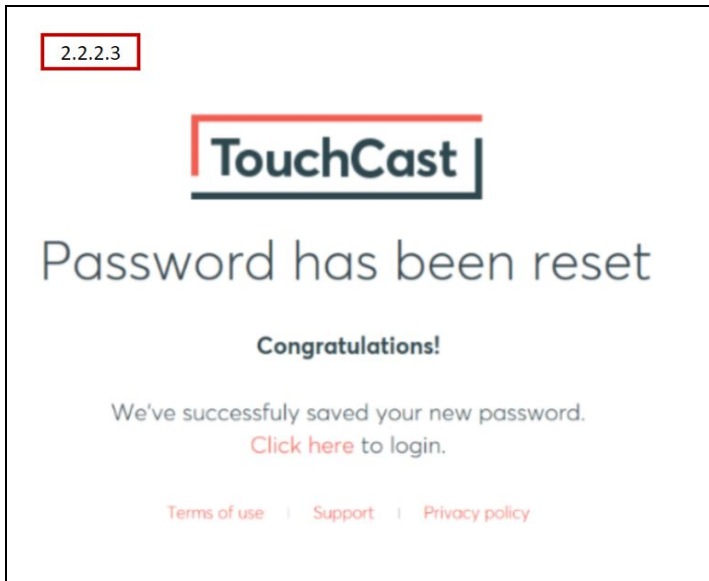 2.2.2.3
TouchCast
Password has been reset
Congratulations!
We've successfuly saved your new password.
Click here to login.
Terms of use | Support | Privacy policy